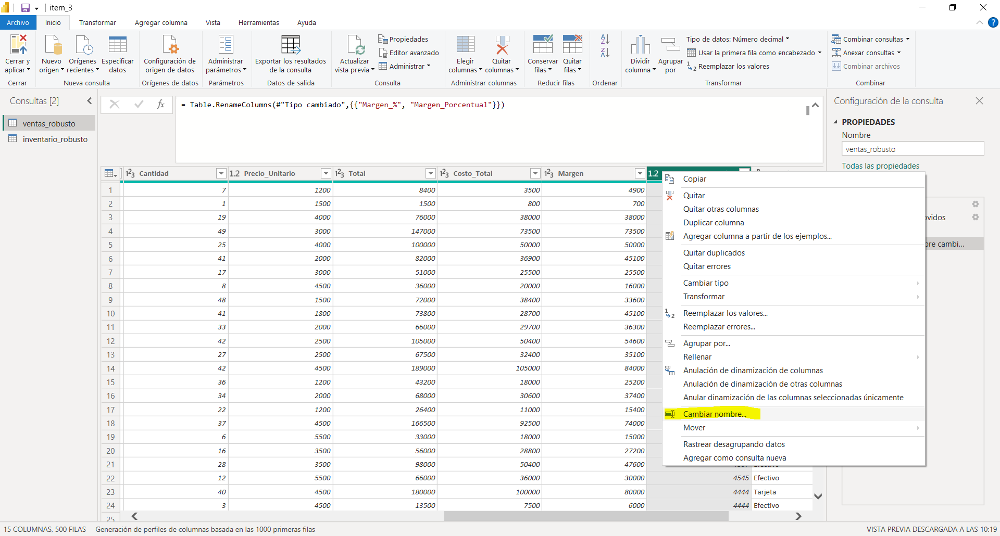 item_3
Archivo Inicio Transformar Agregar columna Vista Herramientas Ayuda
Cerrar y aplicar
Nuevo origen
Orígenes recientes
Especificar datos
Configuración de origen de datos
Administrar parámetros
Exportar los resultados de la consulta
Actualizar vista previa
Propiedades
Editor avanzado
Administrar
Elegir columnas
Quitar columnas
Conservar filas
Quitar filas
Dividir columna
Agrupar por
Tipo de datos: Número decimal
Usar la primera fila como encabezado
Reemplazar los valores
Combinar consultas
Anexar consultas
Combinar archivos
Cerrar Nueva consulta Orígenes de datos Parámetros Datos de salida Consulta Administrar columnas Reducir filas Ordenar Transformar Combinar
Consultas [2]
ventas_robusto
inventario_robusto
fx
= Table.RenameColumns(#"Tipo cambiado",{{"Margen_%", "Margen_Porcentual"}})
Configuración de la consulta
PROPIEDADES
Nombre
ventas_robusto
Todas las propiedades
ovidos
bre cambi...
123 Cantidad 1.2 Precio_Unitario 123 Total 123 Costo_Total 123 Margen 1.2
1 7 1200 8400 3500 4900
2 1 1500 1500 800 700
3 19 4000 76000 38000 38000
4 49 3000 147000 73500 73500
5 25 4000 100000 50000 50000
6 41 2000 82000 36900 45100
7 17 3000 51000 25500 25500
8 8 4500 36000 20000 16000
9 48 1500 72000 38400 33600
10 41 1800 73800 28700 45100
11 33 2000 66000 29700 36300
12 42 2500 105000 50400 54600
13 27 2500 67500 32400 35100
14 42 4500 189000 105000 84000
15 36 1200 43200 18000 25200
16 34 2000 68000 30600 37400
17 22 1200 26400 11000 15400
18 37 4500 166500 92500 74000
19 6 5500 33000 18000 15000
20 16 3500 56000 28800 27200
21 28 3500 98000 50400 47600
22 12 5500 66000 36000 30000 4545 Efectivo
23 40 4500 180000 100000 80000 4444 Tarjeta
24 3 4500 13500 7500 6000 4444 Efectivo
25
Copiar
Quitar
Quitar otras columnas
Duplicar columna
Agregar columna a partir de los ejemplos...
Quitar duplicados
Quitar errores
Cambiar tipo
Transformar
Reemplazar los valores...
Reemplazar errores...
Agrupar por...
Rellenar
Anulación de dinamización de columnas
Anulación de dinamización de otras columnas
Anular dinamización de las columnas seleccionadas únicamente
Cambiar nombre...
Mover
Rastrear desagrupando datos
Agregar como consulta nueva
15 COLUMNAS, 500 FILAS Generación de perfiles de columnas basada en las 1000 primeras filas VISTA PREVIA DESCARGADA A LAS 10:19